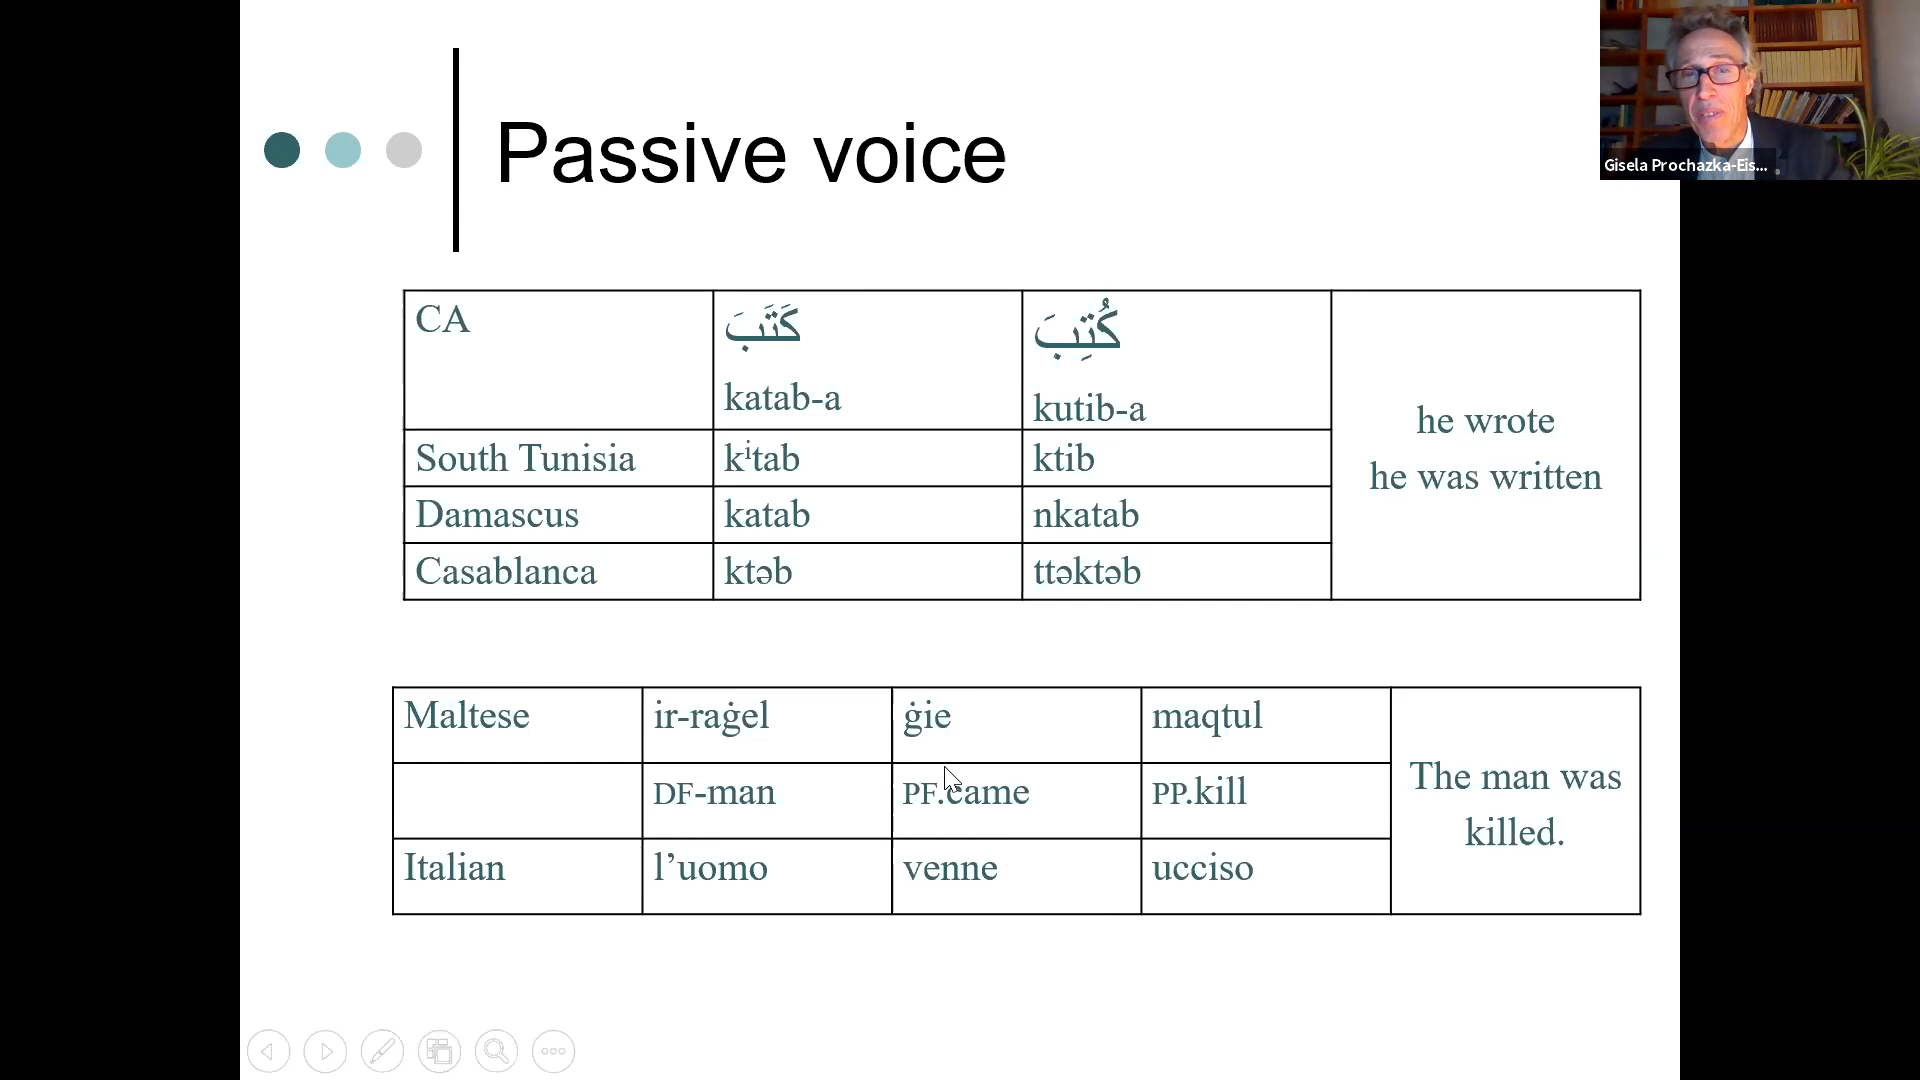 Passive voice
Gisela Prochazka-Eis...
CA
كَتَبَ
katab-a
كُتِبَ
kutib-a
he wrote
he was written
South Tunisia
kⁱtab
ktib
Damascus
katab
nkatab
Casablanca
ktəb
ttəktəb
Maltese
ir-raġel
ġie
maqtul
The man was
killed.
DF-man
PF.came
PP.kill
Italian
l’uomo
venne
ucciso